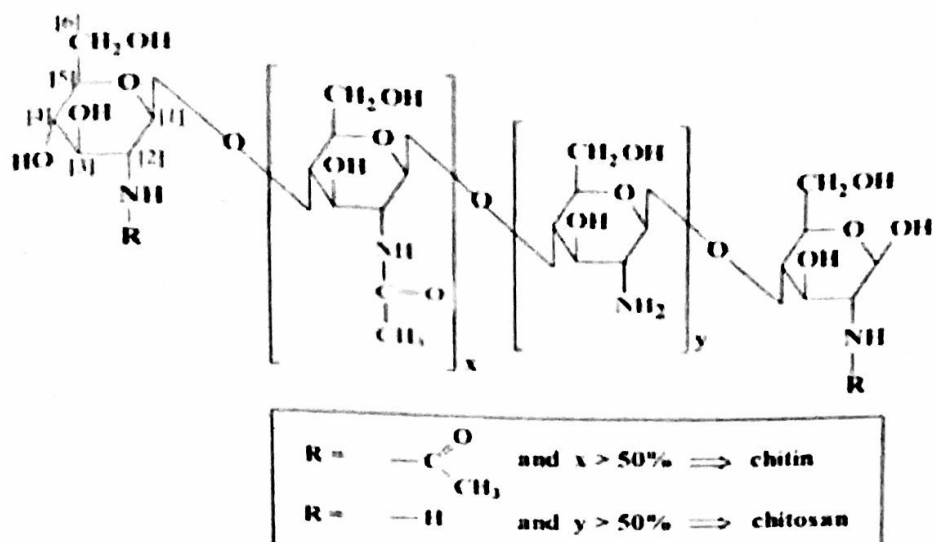 [6]
CH2OH
[5]
O
[4]
OH
[1]
HO
[3]
[2]
NH
R
O
CH2OH
O
OH
NH
C
O
CH3
x
O
CH2OH
O
OH
NH2
y
O
CH2OH
O
OH
OH
NH
R
R = —C O CH3 and x > 50% ⇒ chitin
R = —H and y > 50% ⇒ chitosan